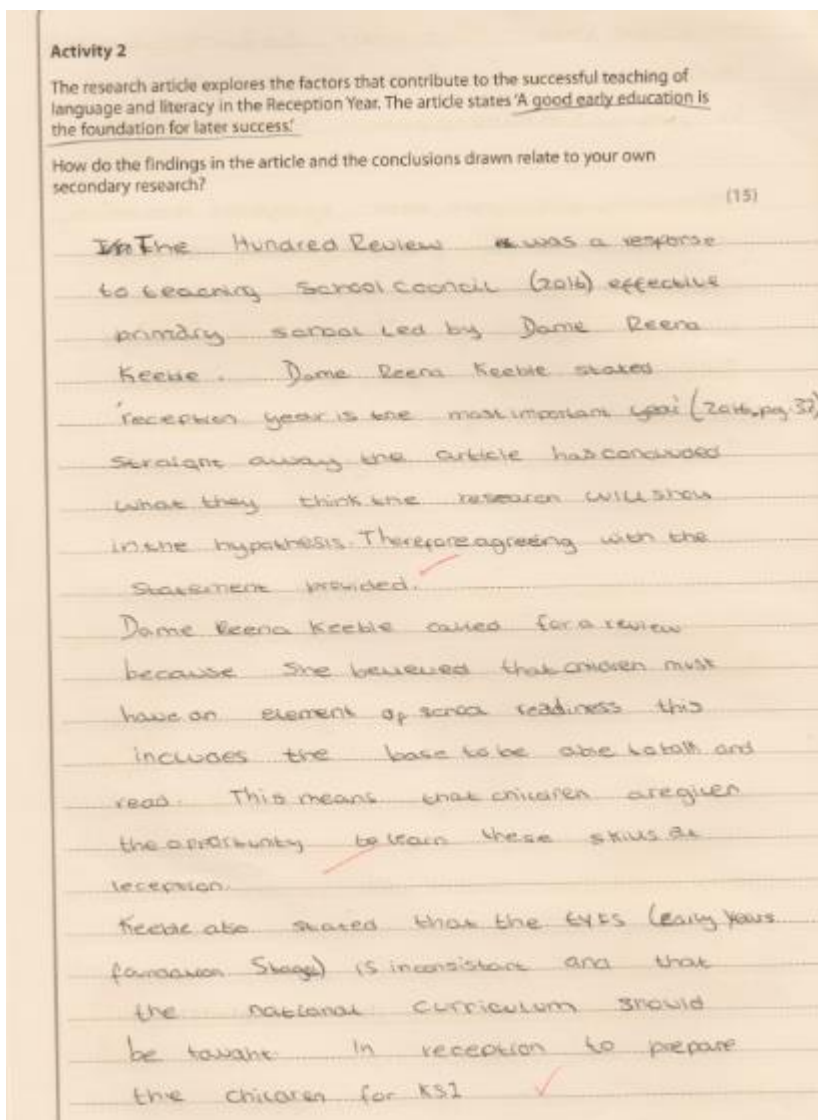 Activity 2
The research article explores the factors that contribute to the successful teaching of
language and literacy in the Reception Year. The article states 'A good early education is
the foundation for later success.'
How do the findings in the article and the conclusions drawn relate to your own
secondary research?
(15)
The Hundred Review was a response
to teaching School Council (2016) effective
primary school led by Dame Reena
Keeble. Dame Reena Keeble stated
'reception year is the most important year' (2016, pg. 32)
Straight away the article has concluded
what they think the research will show
in the hypothesis. Therefore agreeing with the
Statement provided.
Dame Reena Keeble called for a review
because She believed that children must
have an element of school readiness this
includes the base to be able to talk and
read. This means that children are given
the opportunity to learn these skills at
reception.
Keeble also stated that the EYFS (early years
foundation Stage) is inconsistant and that
the national curriculum should
be taught in reception to prepare
the children for KS1